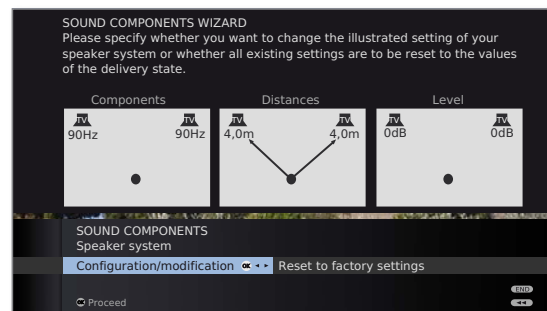 SOUND COMPONENTS WIZARD
Please specify whether you want to change the illustrated setting of your
speaker system or whether all existing settings are to be reset to the values
of the delivery state.
Components
Distances
Level
TV TV
90Hz 90Hz
TV TV
4,0m 4,0m
TV TV
0dB 0dB
SOUND COMPONENTS
Speaker system
Configuration/modification OK Reset to factory settings
END
OK Proceed